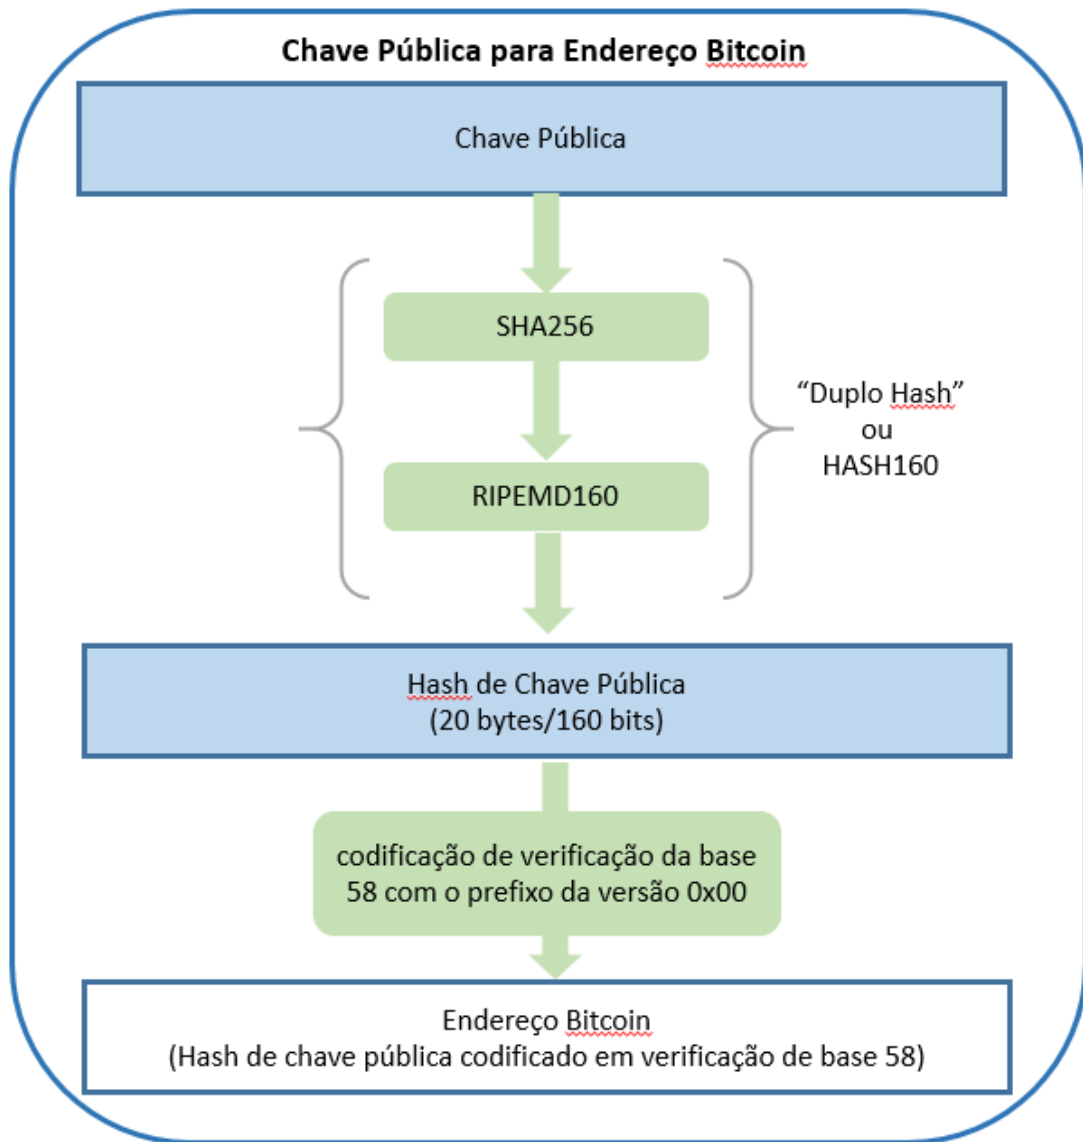 Chave Pública para Endereço Bitcoin
Chave Pública
SHA256
RIPEMD160
“Duplo Hash”
ou
HASH160
Hash de Chave Pública
(20 bytes/160 bits)
codificação de verificação da base
58 com o prefixo da versão 0x00
Endereço Bitcoin
(Hash de chave pública codificado em verificação de base 58)